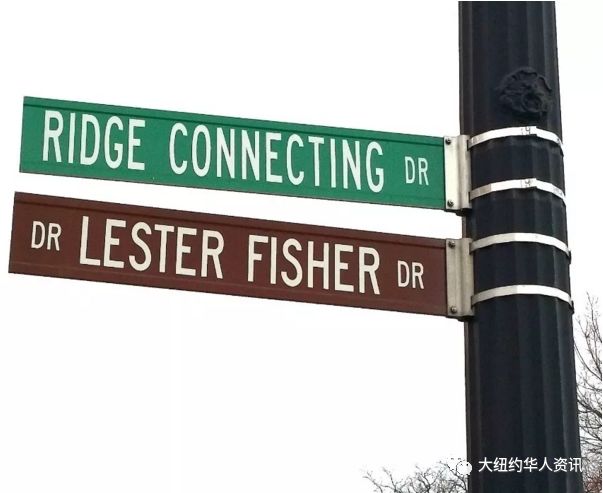 RIDGE CONNECTING DR
DR LESTER FISHER DR
大纽约华人资讯